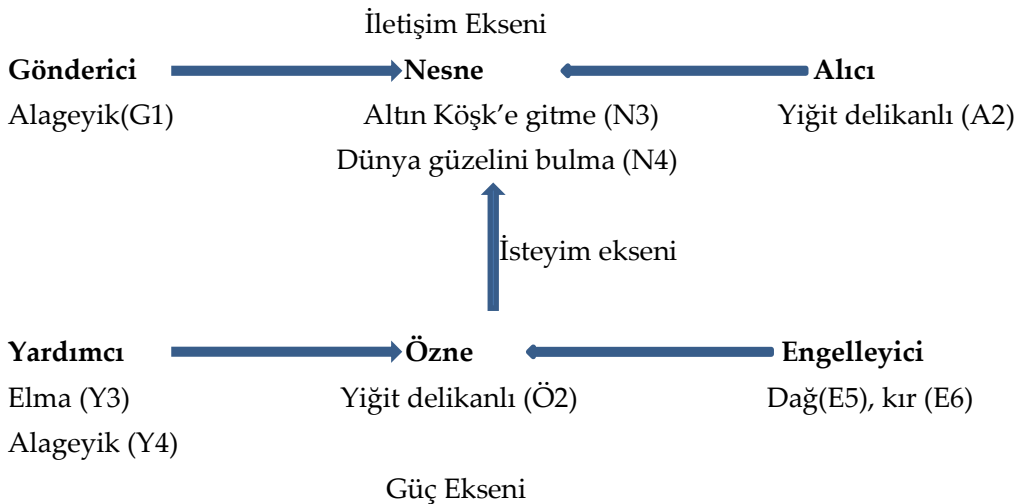 İletişim Ekseni
Gönderici Nesne Alıcı
Alageyik(G1) Altın Köşk’e gitme (N3) Yiğit delikanlı (A2)
Dünya güzelini bulma (N4)
İsteyim ekseni
Yardımcı Özne Engelleyici
Elma (Y3) Yiğit delikanlı (Ö2) Dağ(E5), kır (E6)
Alageyik (Y4)
Güç Ekseni